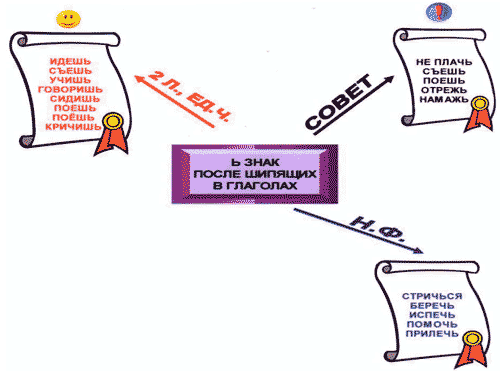 ИДЕШЬ
СЪЕШЬ
УЧИШЬ
ГОВОРИШЬ
СИДИШЬ
ПОЕШЬ
ПОЁШЬ
КРИЧИШЬ
2 Л., ЕД.Ч.
СОВЕТ
НЕ ПЛАЧЬ
СЪЕШЬ
ПОЕШЬ
ОТРЕЖЬ
НАМАЖЬ
Ь ЗНАК
ПОСЛЕ ШИПЯЩИХ
В ГЛАГОЛАХ
Н.Ф.
СТРИЧЬСЯ
БЕРЕЧЬ
ИСПЕЧЬ
ПОМОЧЬ
ПРИЛЕЧЬ